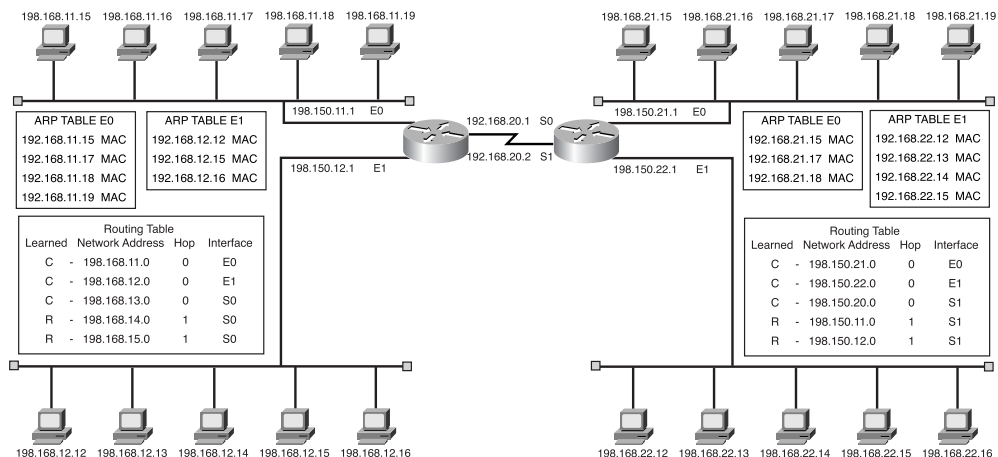 198.168.11.15 198.168.11.16 198.168.11.17 198.168.11.18 198.168.11.19
198.168.21.15 198.168.21.16 198.168.21.17 198.168.21.18 198.168.21.19
198.150.11.1 E0
198.150.21.1 E0
192.168.20.1 S0
192.168.20.2 S1
198.150.12.1 E1
198.150.22.1 E1
ARP TABLE E0
192.168.11.15 MAC
192.168.11.17 MAC
192.168.11.18 MAC
192.168.11.19 MAC
ARP TABLE E1
192.168.12.12 MAC
192.168.12.15 MAC
192.168.12.16 MAC
ARP TABLE E0
192.168.21.15 MAC
192.168.21.17 MAC
192.168.21.18 MAC
ARP TABLE E1
192.168.22.12 MAC
192.168.22.13 MAC
192.168.22.14 MAC
192.168.22.15 MAC
Routing Table
Learned Network Address Hop Interface
C - 198.168.11.0 0 E0
C - 198.168.12.0 0 E1
C - 198.168.13.0 0 S0
R - 198.168.14.0 1 S0
R - 198.168.15.0 1 S0
Routing Table
Learned Network Address Hop Interface
C - 198.150.21.0 0 E0
C - 198.150.22.0 0 E1
C - 198.150.20.0 0 S1
R - 198.150.11.0 1 S1
R - 198.150.12.0 1 S1
198.168.12.12 198.168.12.13 198.168.12.14 198.168.12.15 198.168.12.16
198.168.22.12 198.168.22.13 198.168.22.14 198.168.22.15 198.168.22.16